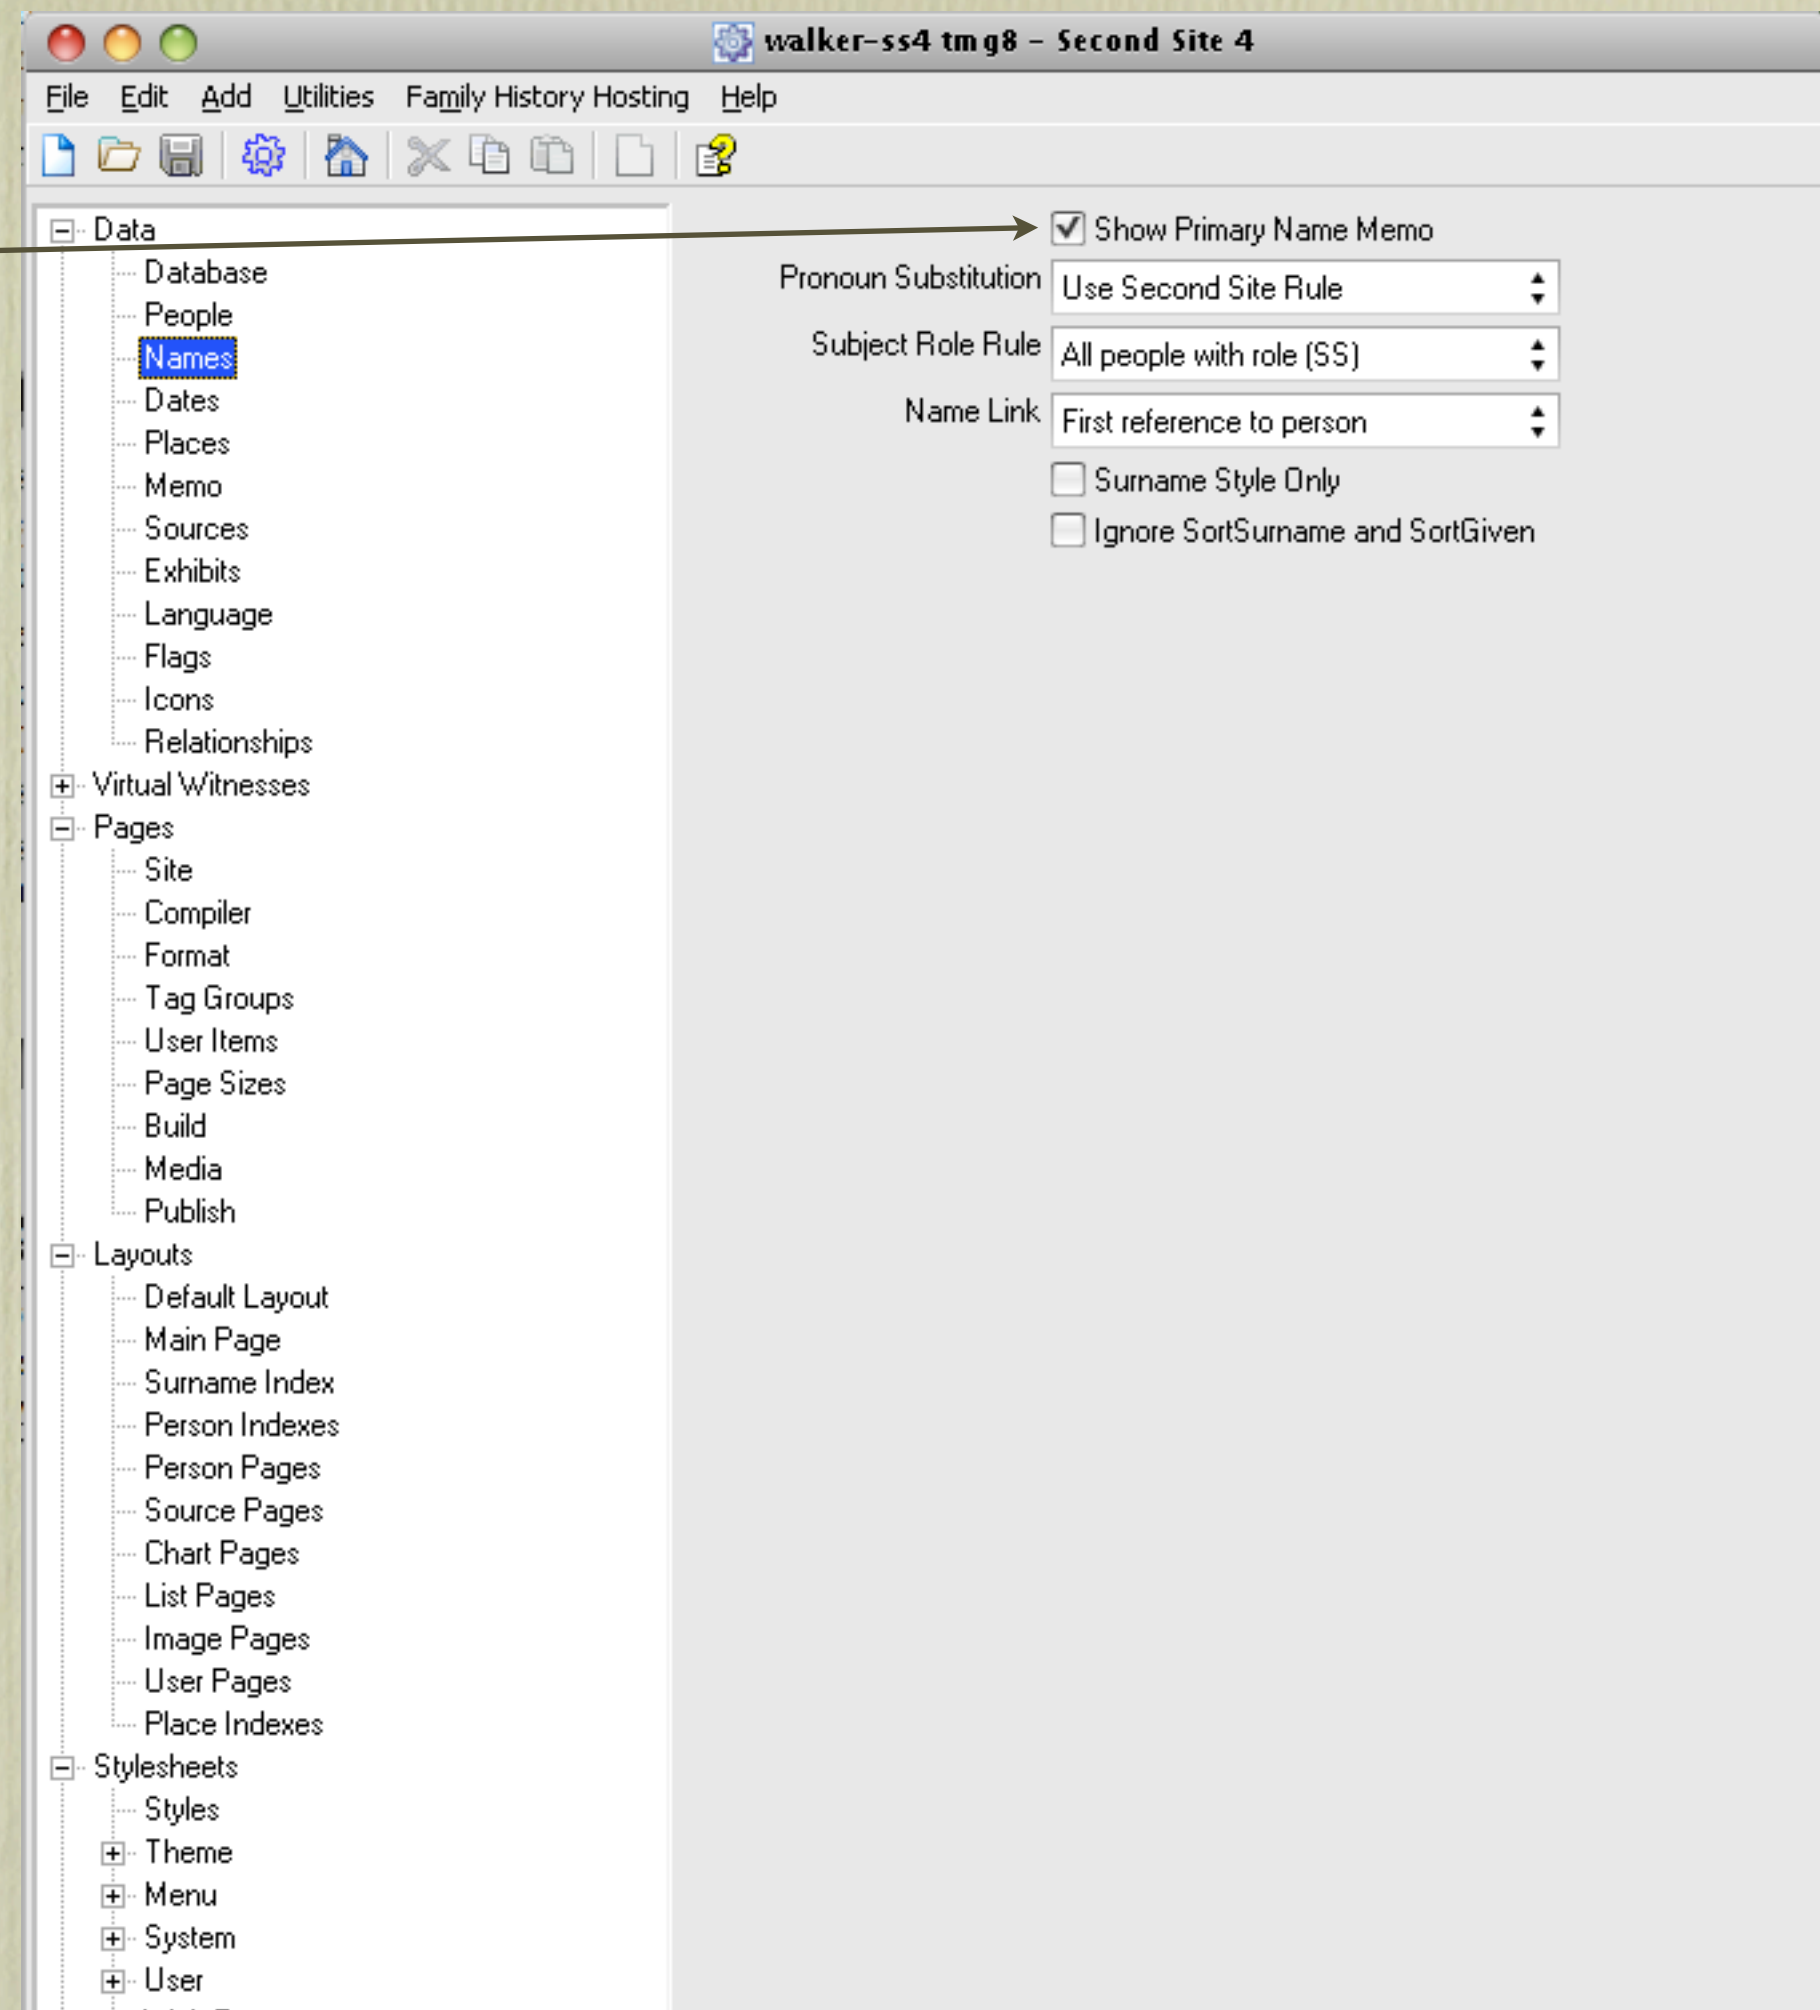 walker-ss4 tmg8 - Second Site 4
File Edit Add Utilities Family History Hosting Help
Data
Database
People
Names
Dates
Places
Memo
Sources
Exhibits
Language
Flags
Icons
Relationships
Virtual Witnesses
Pages
Site
Compiler
Format
Tag Groups
User Items
Page Sizes
Build
Media
Publish
Layouts
Default Layout
Main Page
Surname Index
Person Indexes
Person Pages
Source Pages
Chart Pages
List Pages
Image Pages
User Pages
Place Indexes
Stylesheets
Styles
Theme
Menu
System
User
Show Primary Name Memo
Pronoun Substitution Use Second Site Rule
Subject Role Rule All people with role (SS)
Name Link First reference to person
Surname Style Only
Ignore SortSurname and SortGiven